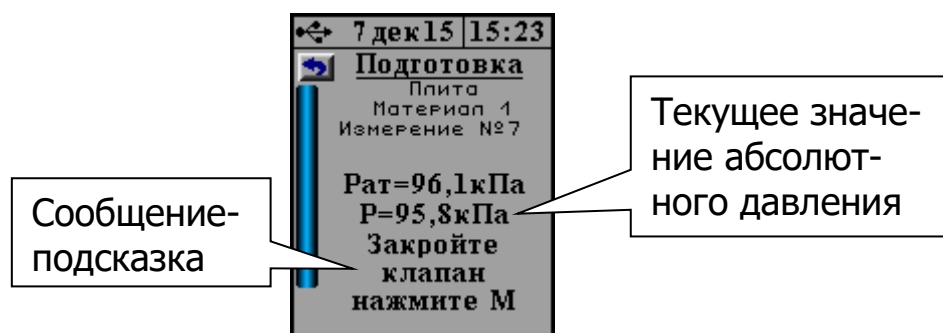 7 дек15 15:23
Подготовка
Плита
Материал 1
Измерение №7
Рат=96,1кПа
Р=95,8кПа
Закройте
клапан
нажмите М
Сообщение-
подсказка
Текущее значе-
ние абсолют-
ного давления